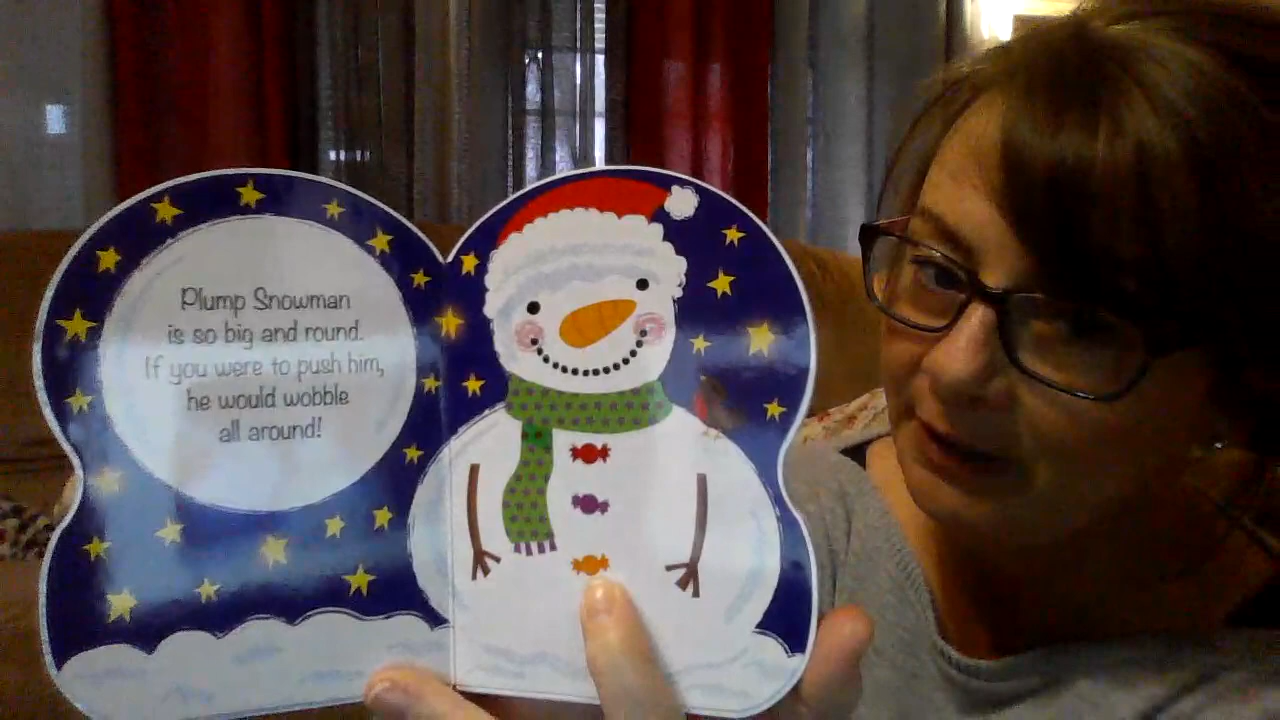 Plump Snowman
is so big and round.
If you were to push him,
he would wobble
all around!